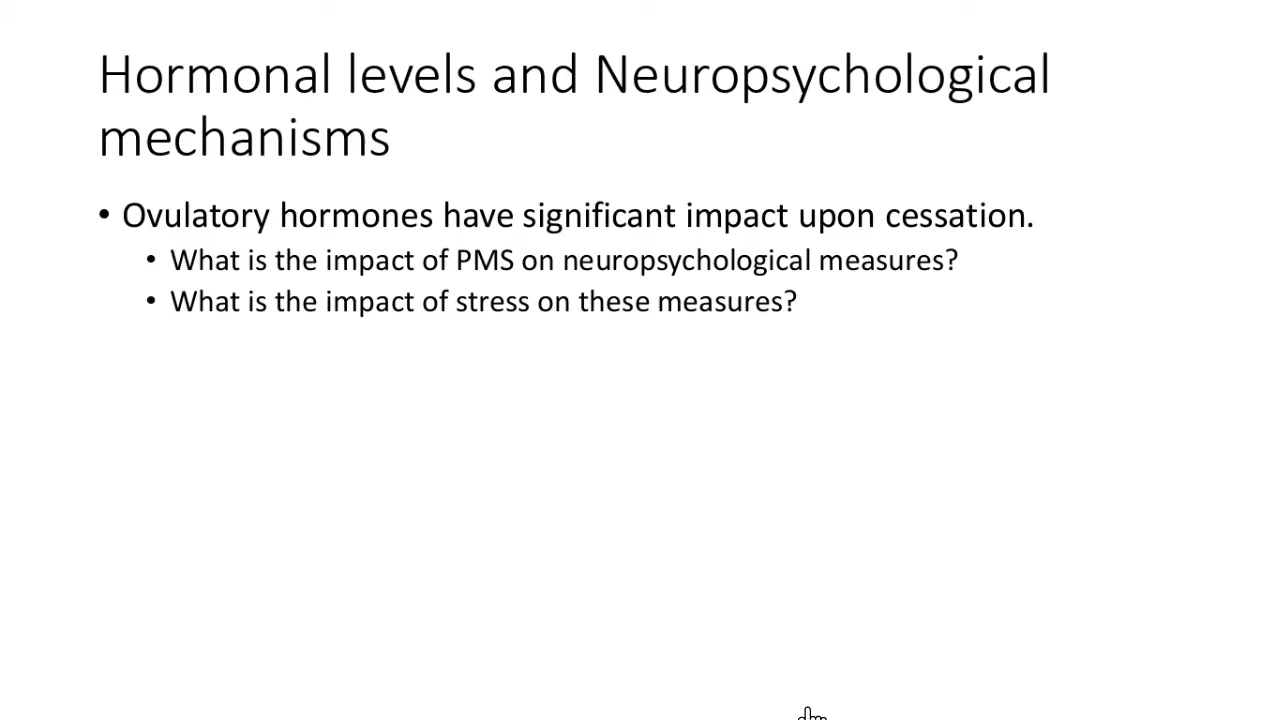 Hormonal levels and Neuropsychological
mechanisms
• Ovulatory hormones have significant impact upon cessation.
• What is the impact of PMS on neuropsychological measures?
• What is the impact of stress on these measures?